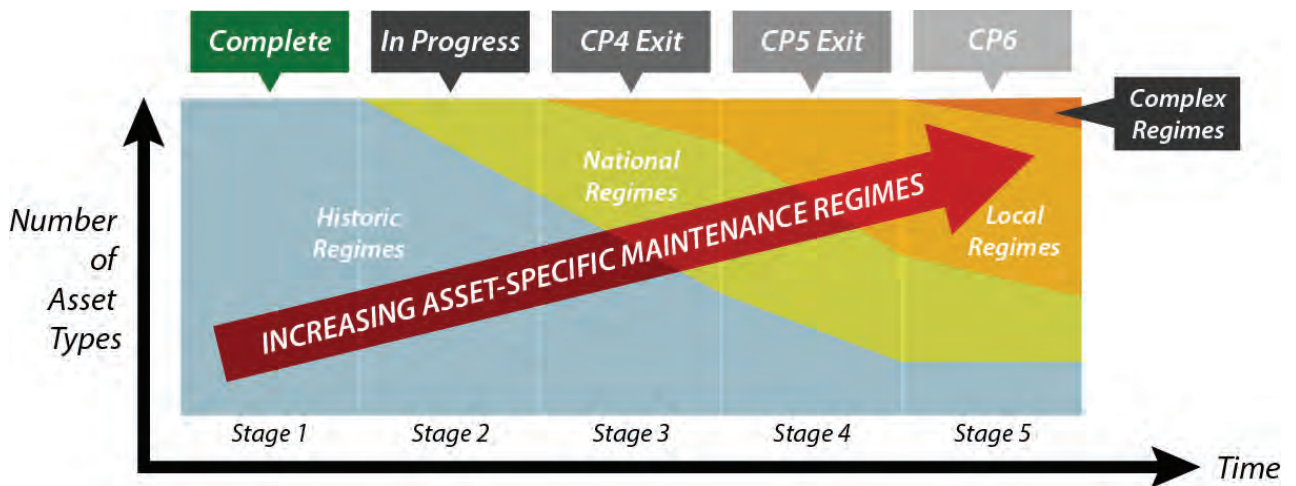 Complete
In Progress
CP4 Exit
CP5 Exit
CP6
Complex
Regimes
Number
of
Asset
Types
Historic
Regimes
National
Regimes
Local
Regimes
INCREASING ASSET-SPECIFIC MAINTENANCE REGIMES
Stage 1
Stage 2
Stage 3
Stage 4
Stage 5
Time